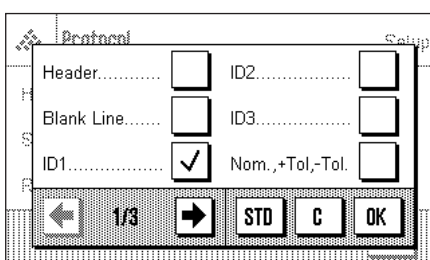 Protocol
Setup
Header............ ID2.................
Blank Line....... ID3.................
ID1.................. Nom.,+Tol,-Tol.
1/3 STD C OK